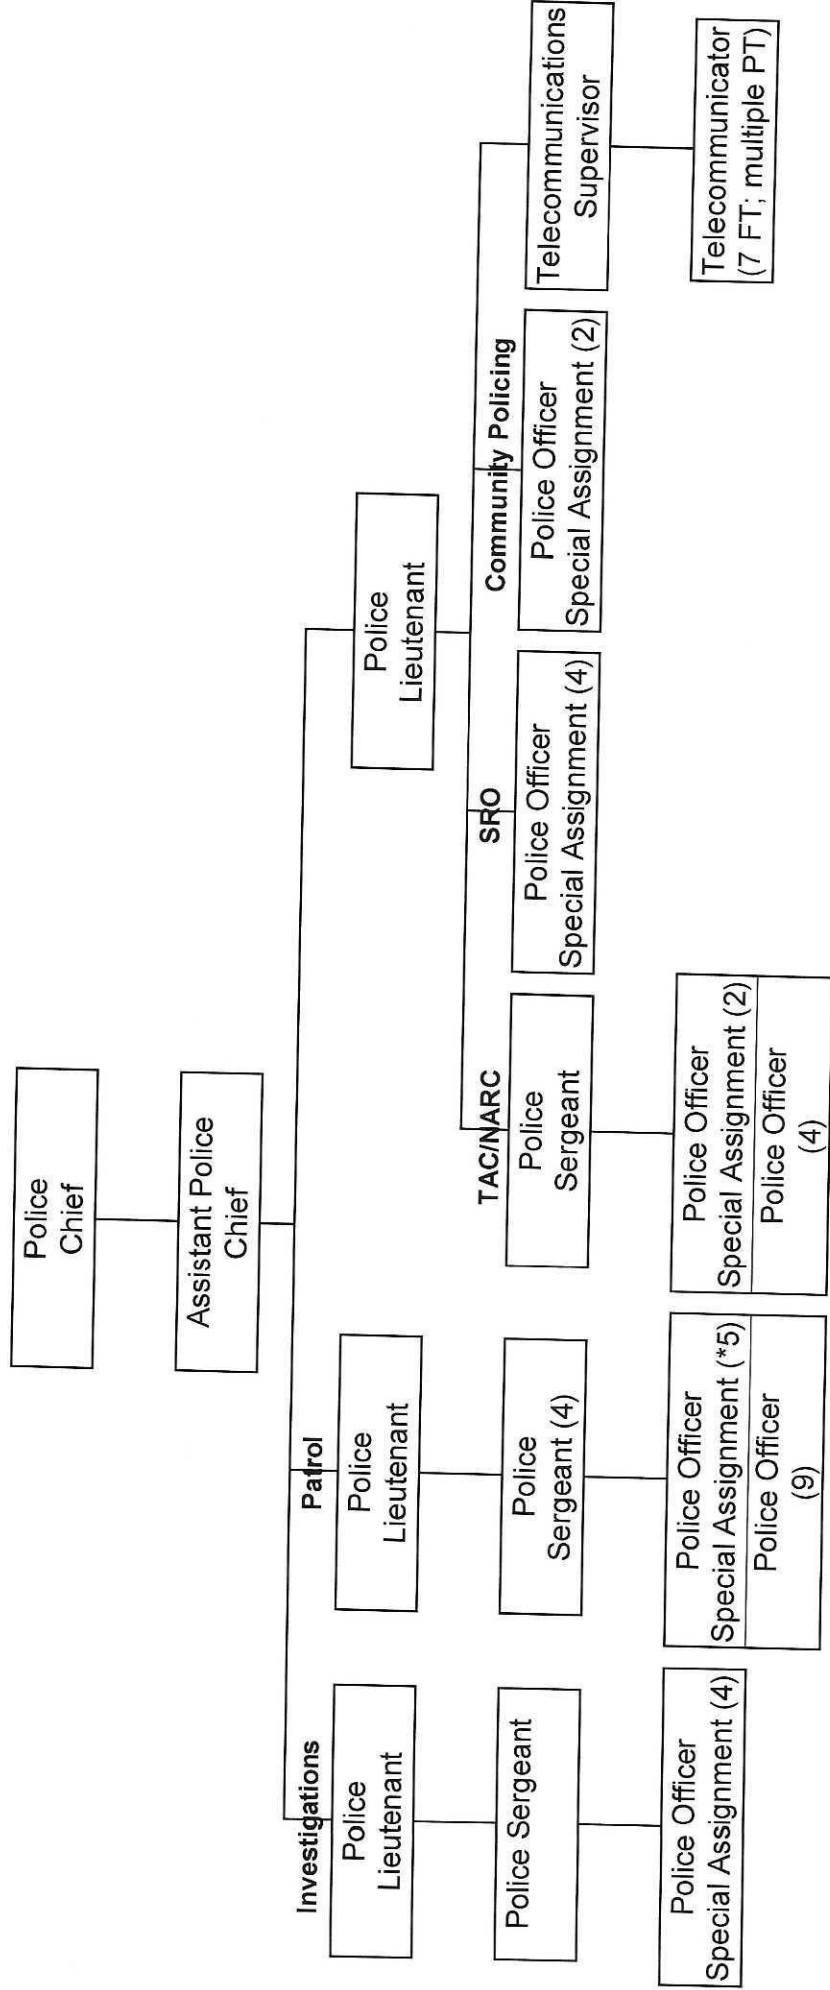 Police
Chief
Assistant Police
Chief
Investigations
Police
Lieutenant
Police Sergeant
Police Officer
Special Assignment (4)
Patrol
Police
Lieutenant
Police
Sergeant (4)
Police Officer
Special Assignment (*5)
Police Officer
(9)
Police
Lieutenant
TAC/NARC
Police
Sergeant
Police Officer
Special Assignment (2)
Police Officer
(4)
SRO
Police Officer
Special Assignment (4)
Community Policing
Police Officer
Special Assignment (2)
Telecommunications
Supervisor
Telecommunicator
(7 FT; multiple PT)